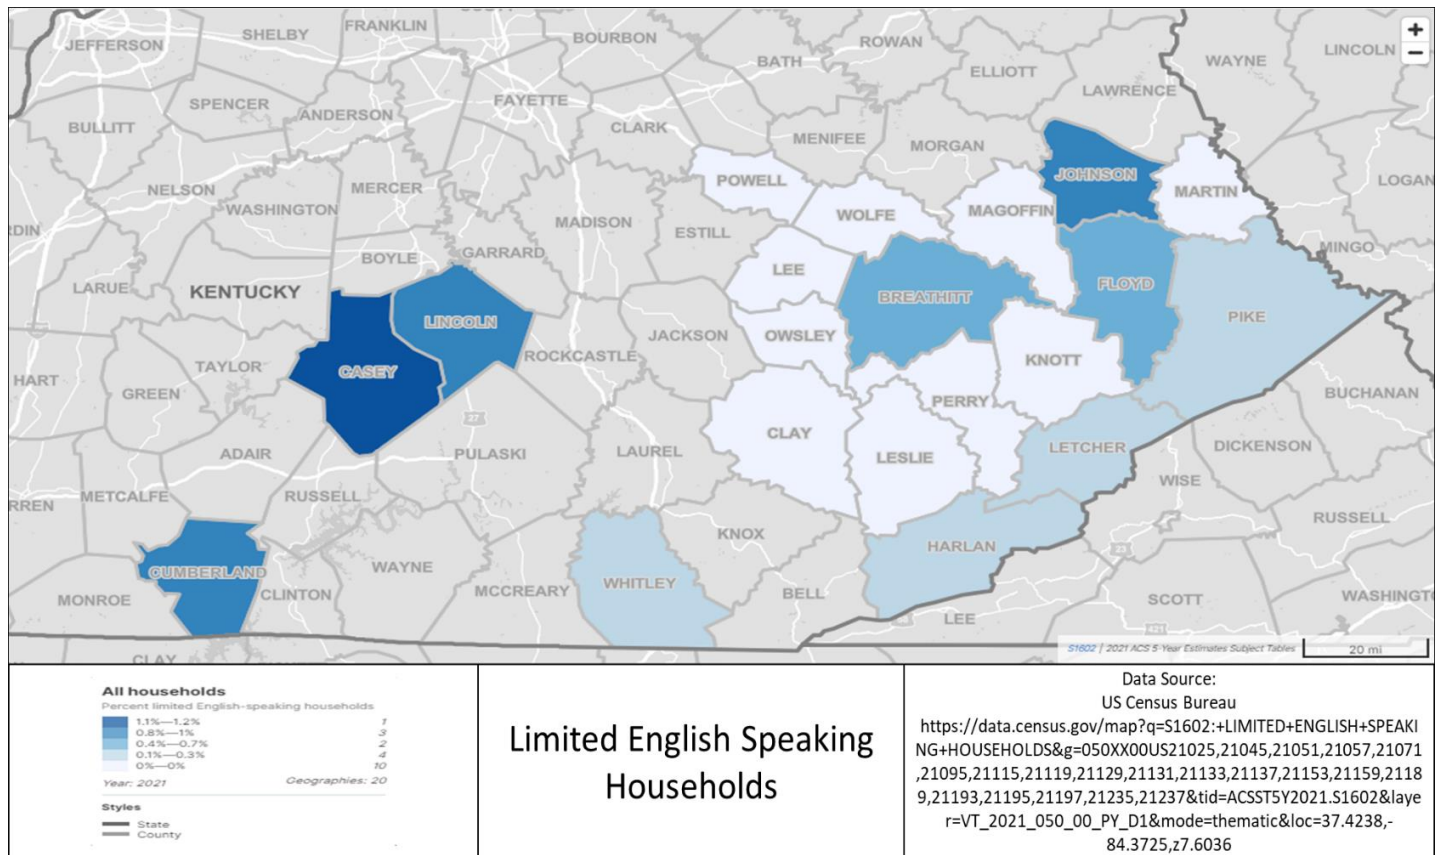 FRANKLIN
SHELBY
JEFFERSON
BOURBON
ROWAN
BATH
ELLIOTT
WAYNE
LINCOLN
LAWRENCE
SPENCER
ANDERSON
FAYETTE
CLARK
BULLITT
MENIFEE
MORGAN
JOHNSON
POWELL
MARTIN
LOGAN
NELSON
MERCER
WASHINGTON
MADISON
WOLFE
MAGOFFIN
RDIN
ESTILL
MINGO
BOYLE
GARRARD
LEE
LARUE
KENTUCKY
BREATHITT
FLOYD
PIKE
LINCOLN
JACKSON
OWSLEY
ROCKCASTLE
KNOTT
TAYLOR
CASEY
HART
GREEN
BUCHANAN
PERRY
27
CLAY
LETCHER
DICKENSON
ADAIR
PULASKI
LAUREL
LESLIE
WISE
METCALFE
RUSSELL
RREN
RUSSELL
KNOX
HARLAN
23
CUMBERLAND
WAYNE
WHITLEY
MONROE
CLINTON
MCCREARY
BELL
SCOTT
WASHINGTO
LEE
421
CLAY
+
−
S1602 | 2021 ACS 5-Year Estimates Subject Tables
20 mi
All households
Percent limited English-speaking households
1.1%—1.2% 1
0.8%—1% 3
0.4%—0.7% 2
0.1%—0.3% 4
0%—0% 10
Year: 2021 Geographies: 20
Styles
State
County
Limited English Speaking
Households
Data Source:
US Census Bureau
https://data.census.gov/map?q=S1602:+LIMITED+ENGLISH+SPEAKI
NG+HOUSEHOLDS&g=050XX00US21025,21045,21051,21057,21071
,21095,21115,21119,21129,21131,21133,21137,21153,21159,2118
9,21193,21195,21197,21235,21237&tid=ACSST5Y2021.S1602&laye
r=VT_2021_050_00_PY_D1&mode=thematic&loc=37.4238,-
84.3725,z7.6036